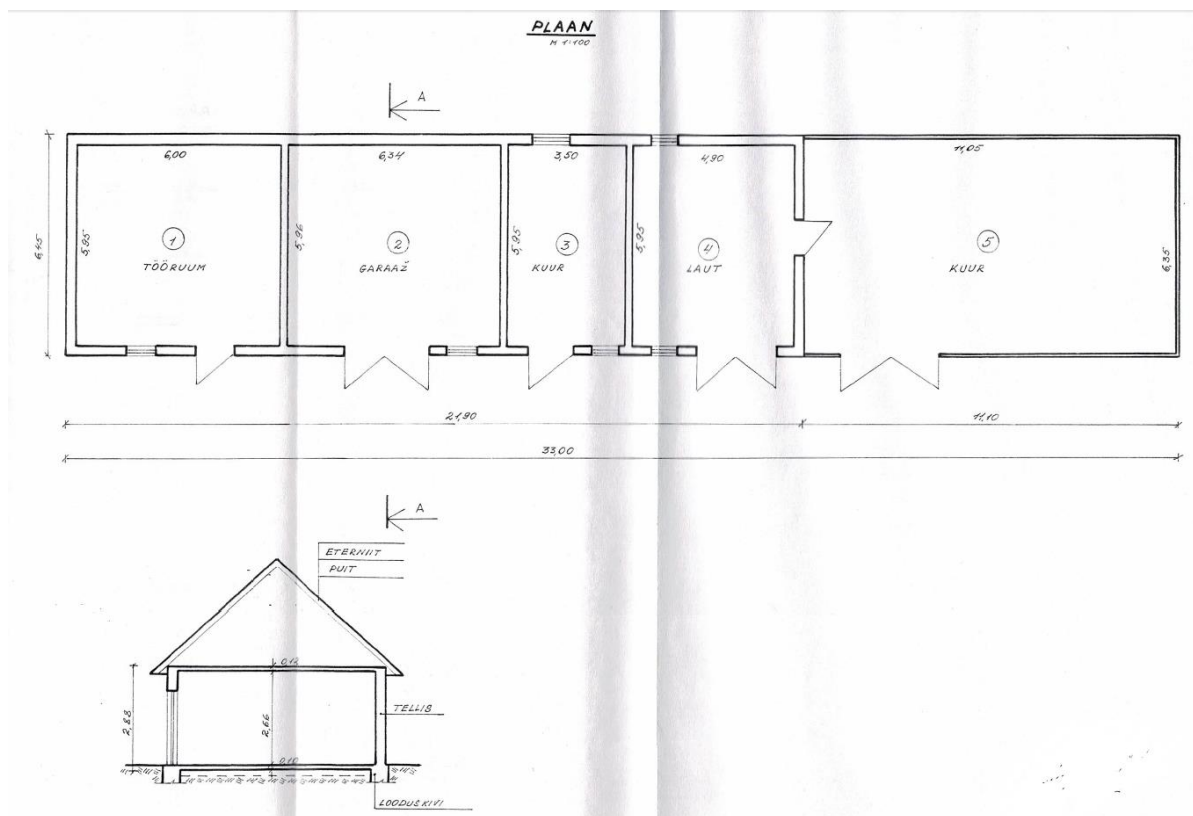 PLAAN
M 1:100
A
6,00
6,34
3,50
4,90
11,05
6,45
5,95
1
TÖÖRUUM
5,96
2
GARAAŽ
5,95
3
KUUR
5,95
4
LAUT
5
KUUR
6,35
21,90
11,10
33,00
A
ETERNIIT
PUIT
0,12
2,88
2,66
TELLIS
0,10
LOODUSKIVI